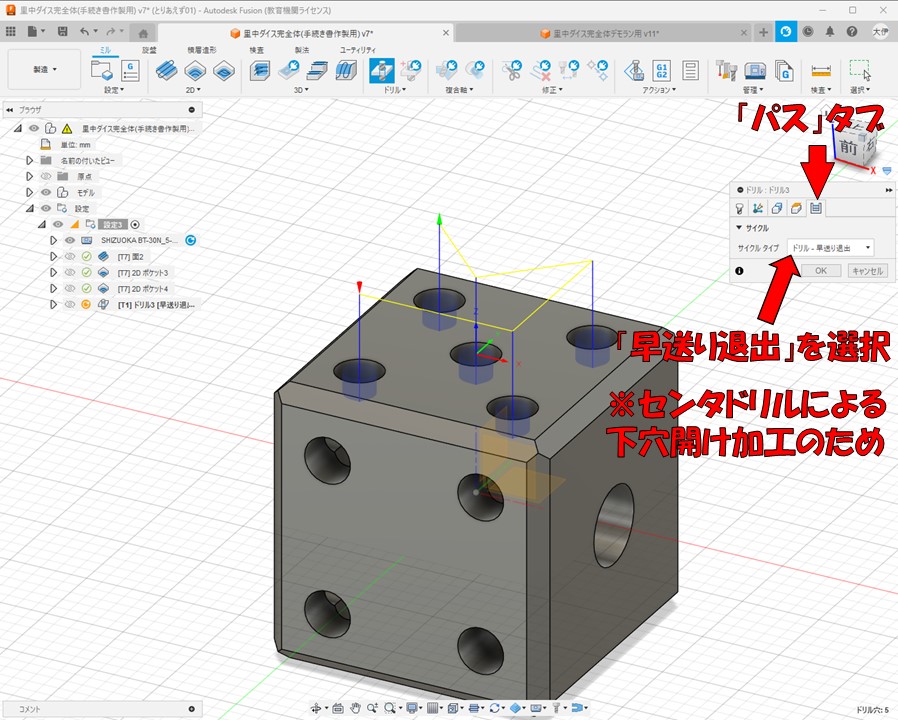 里中ダイス完全体(手続き書作製用) v7* (とりあえず01) - Autodesk Fusion (教育機関ライセンス)
里中ダイス完全体(手続き書作製用) v7*
里中ダイス完全体デモラン用 v11*
大伊
ミル
旋盤
積層造形
検査
製法
ユーティリティ
製造
設定
2D
3D
ドリル
複合軸
修正
アクション
管理
検査
選択
G1
G2
ブラウザ
里中ダイス完全体(手続き書作製用)...
単位: mm
名前の付いたビュー
原点
モデル
設定
設定3
SHIZUOKA BT-30N_5-...
[T7] 面2
[T7] 2D ポケット3
[T7] 2D ポケット4
[T1] ドリル3 [早送り退...
「パス」タブ
前
X
ドリル : ドリル3
サイクル
サイクル タイプ
ドリル - 早送り退出
OK
キャンセル
「早送り退出」を選択
※センタドリルによる
下穴開け加工のため
Z
X
コメント
ドリル穴: 5